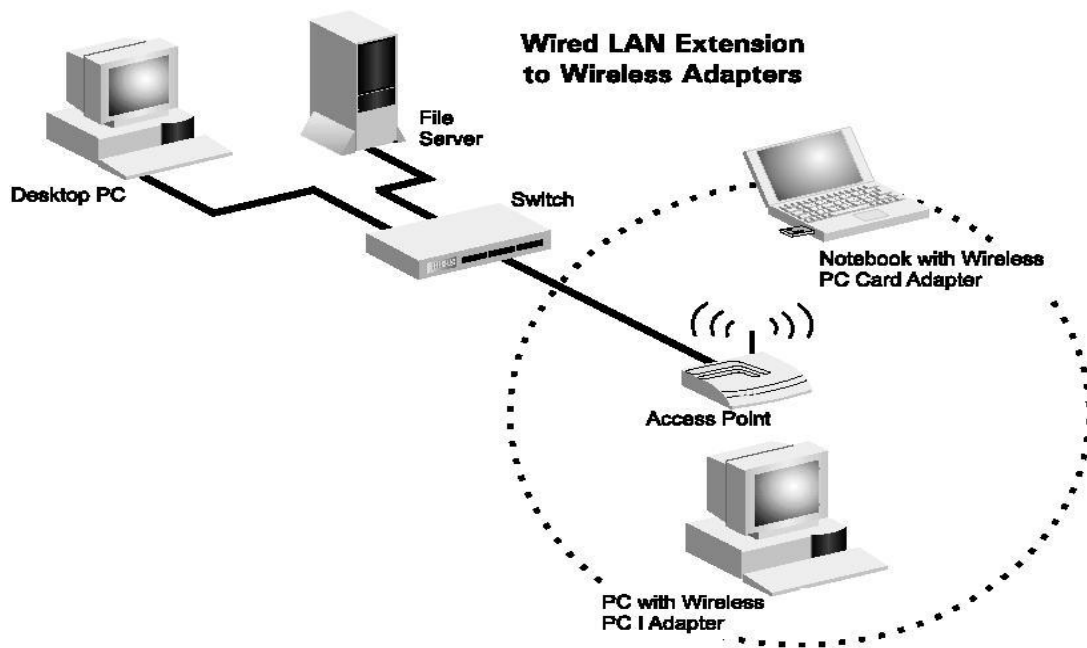 Wired LAN Extension
to Wireless Adapters
File
Server
Desktop PC
Switch
Notebook with Wireless
PC Card Adapter
Access Point
PC with Wireless
PC I Adapter